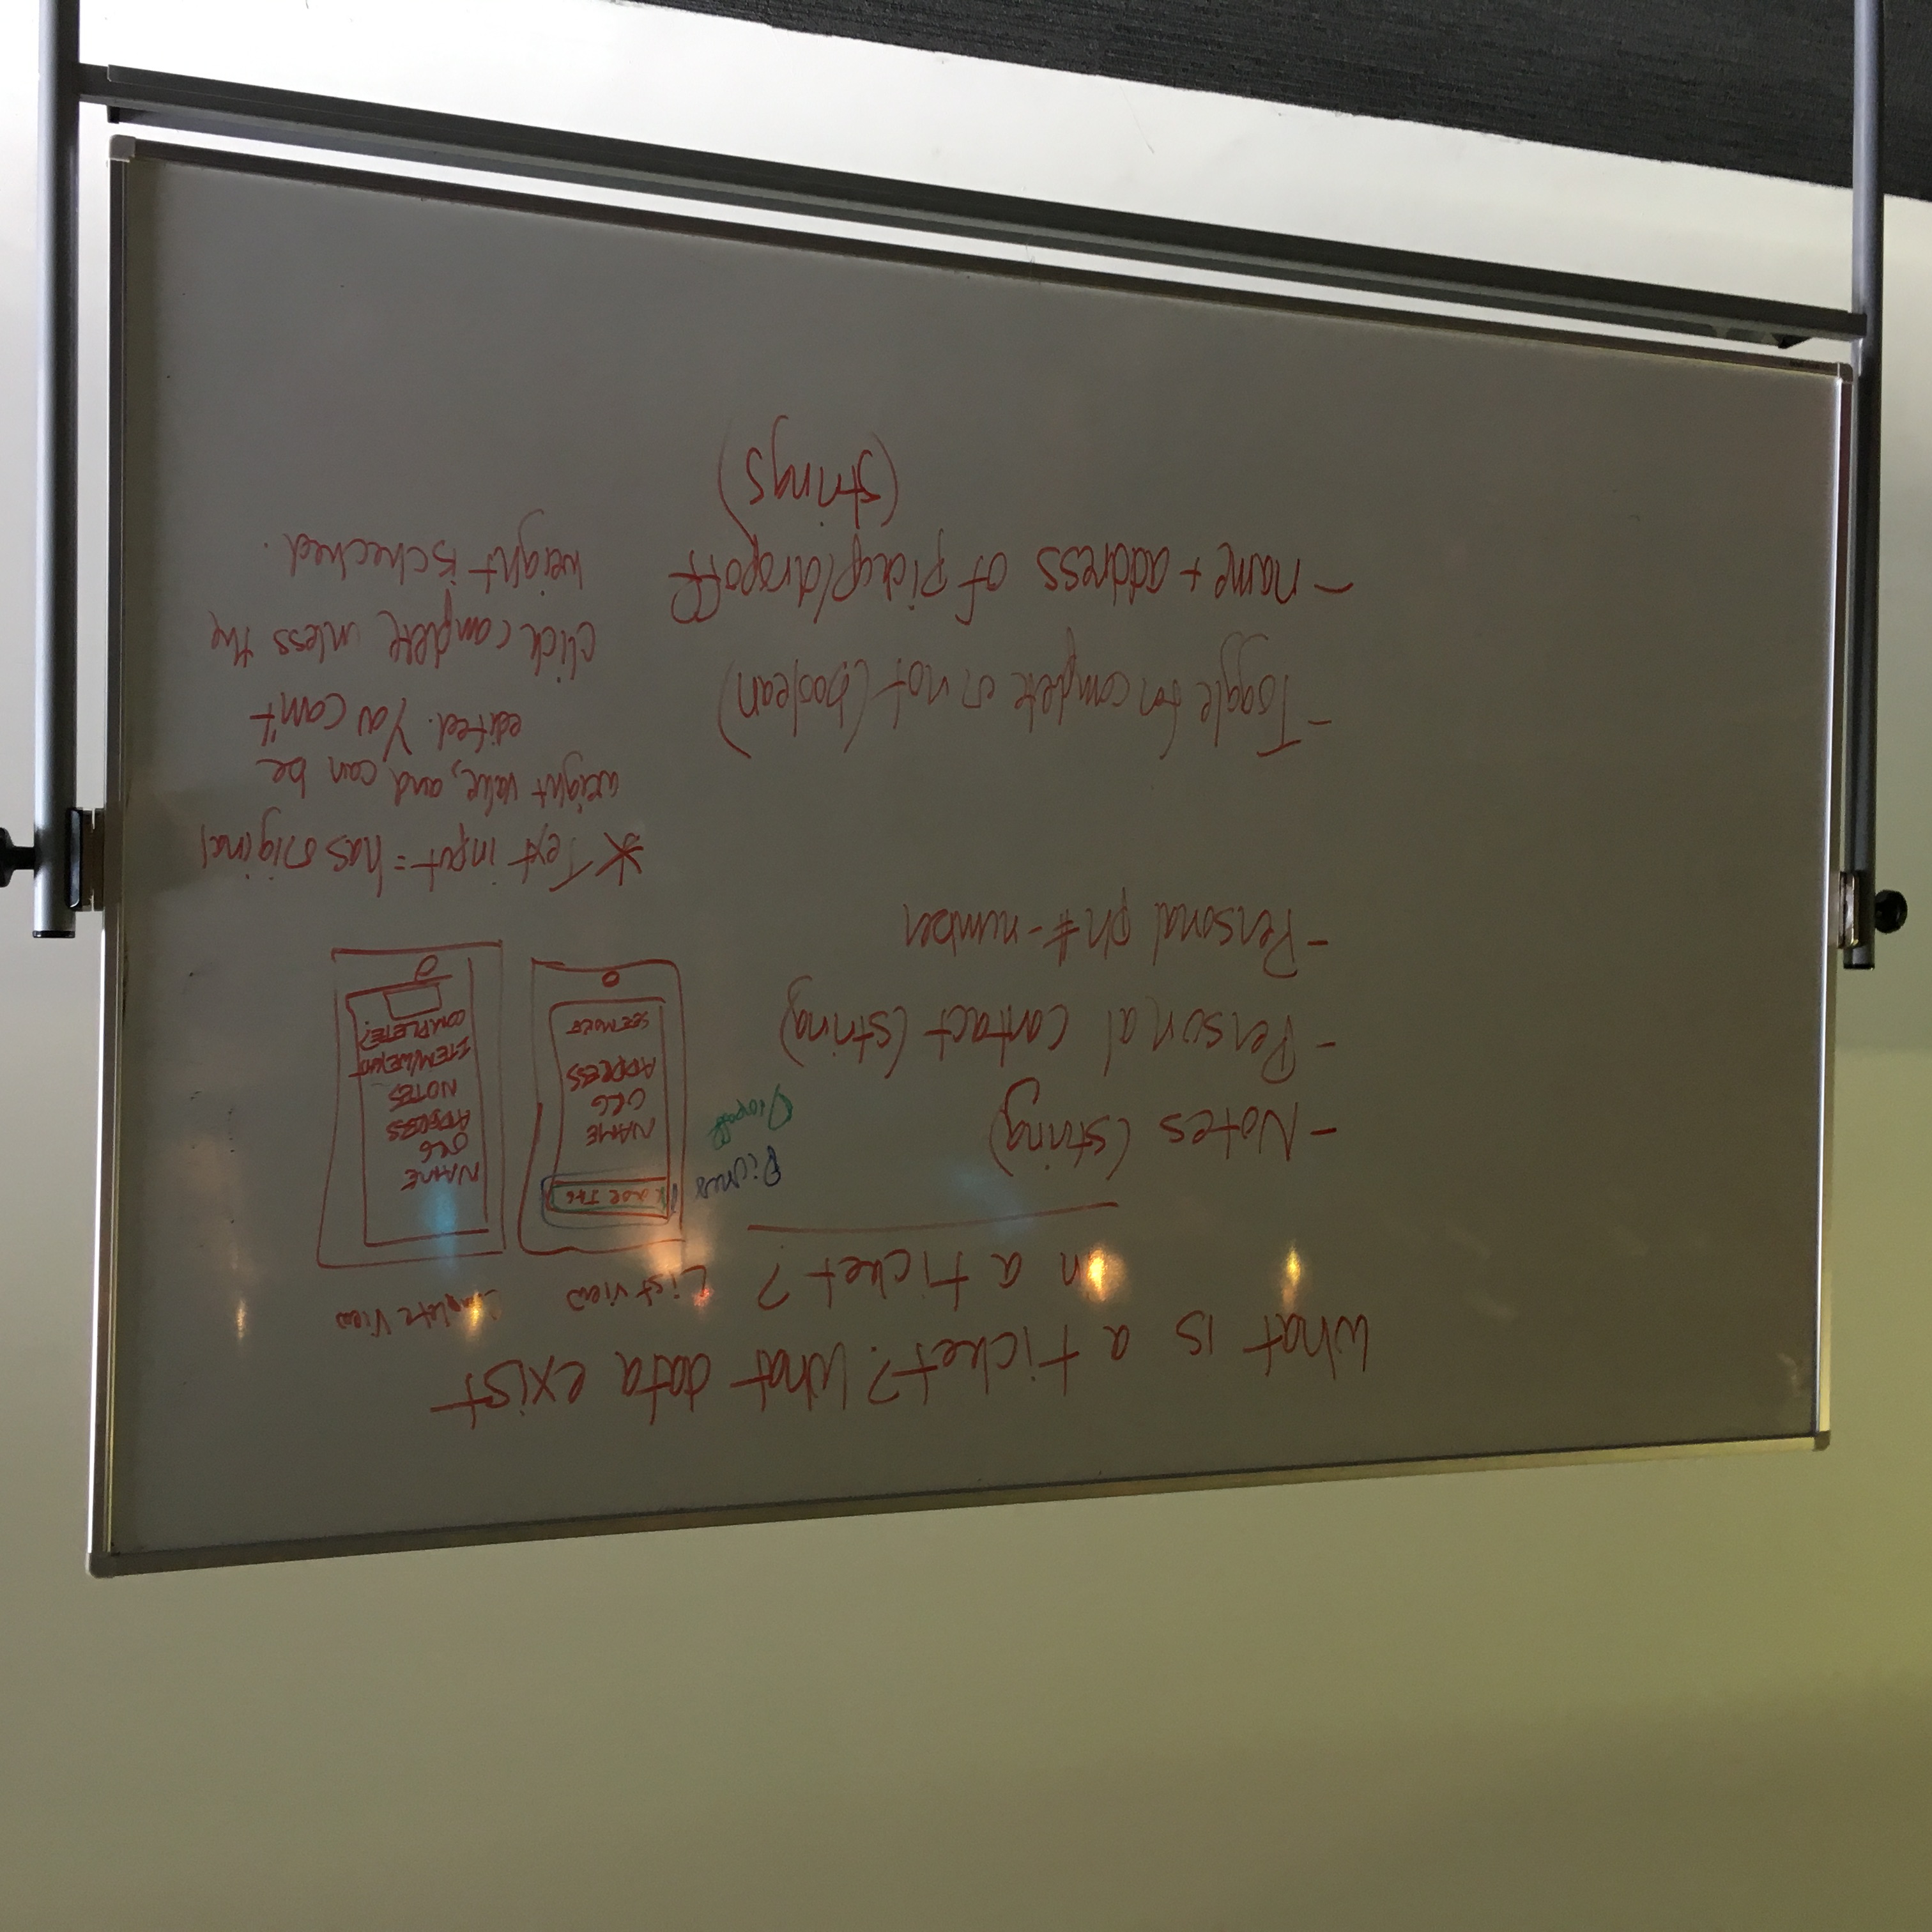 What is a ticket? What data exist
in a ticket?
- Notes (string)
- Personal contact (string)
- Personal ph # - number
- Toggle for complete or not (boolean)
- name + address of pickup/dropoff
(strings)
List view
Pickup
Dropoff
TAG
NAME
ORG
ADDRESS
SEE MORE
Complete View
NAME
ORG
ADDRESS
NOTES
ITEM/WEIGHT
COMPLETE?
* Text input = has original
weight value, and can be
edited. You can't
click complete unless the
weight is checked.